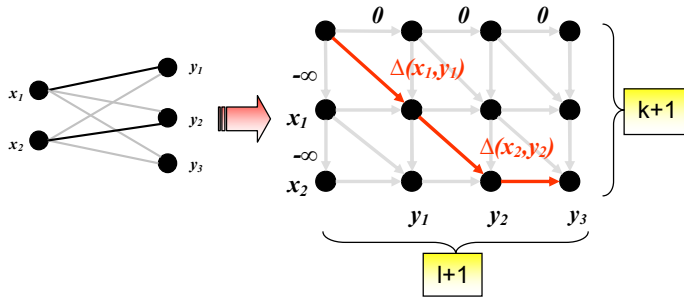 0 0 0
y₁
Δ(x₁,y₁)
-∞
x₁
k+1
x₁
y₂
x₂
Δ(x₂,y₂)
-∞
y₃
x₂
y₁ y₂ y₃
l+1